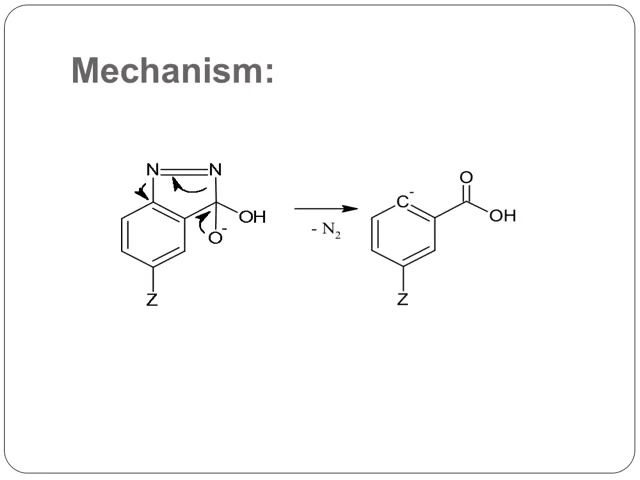 Mechanism:
N N
OH
O-
Z
- N2
C-
O
OH
Z